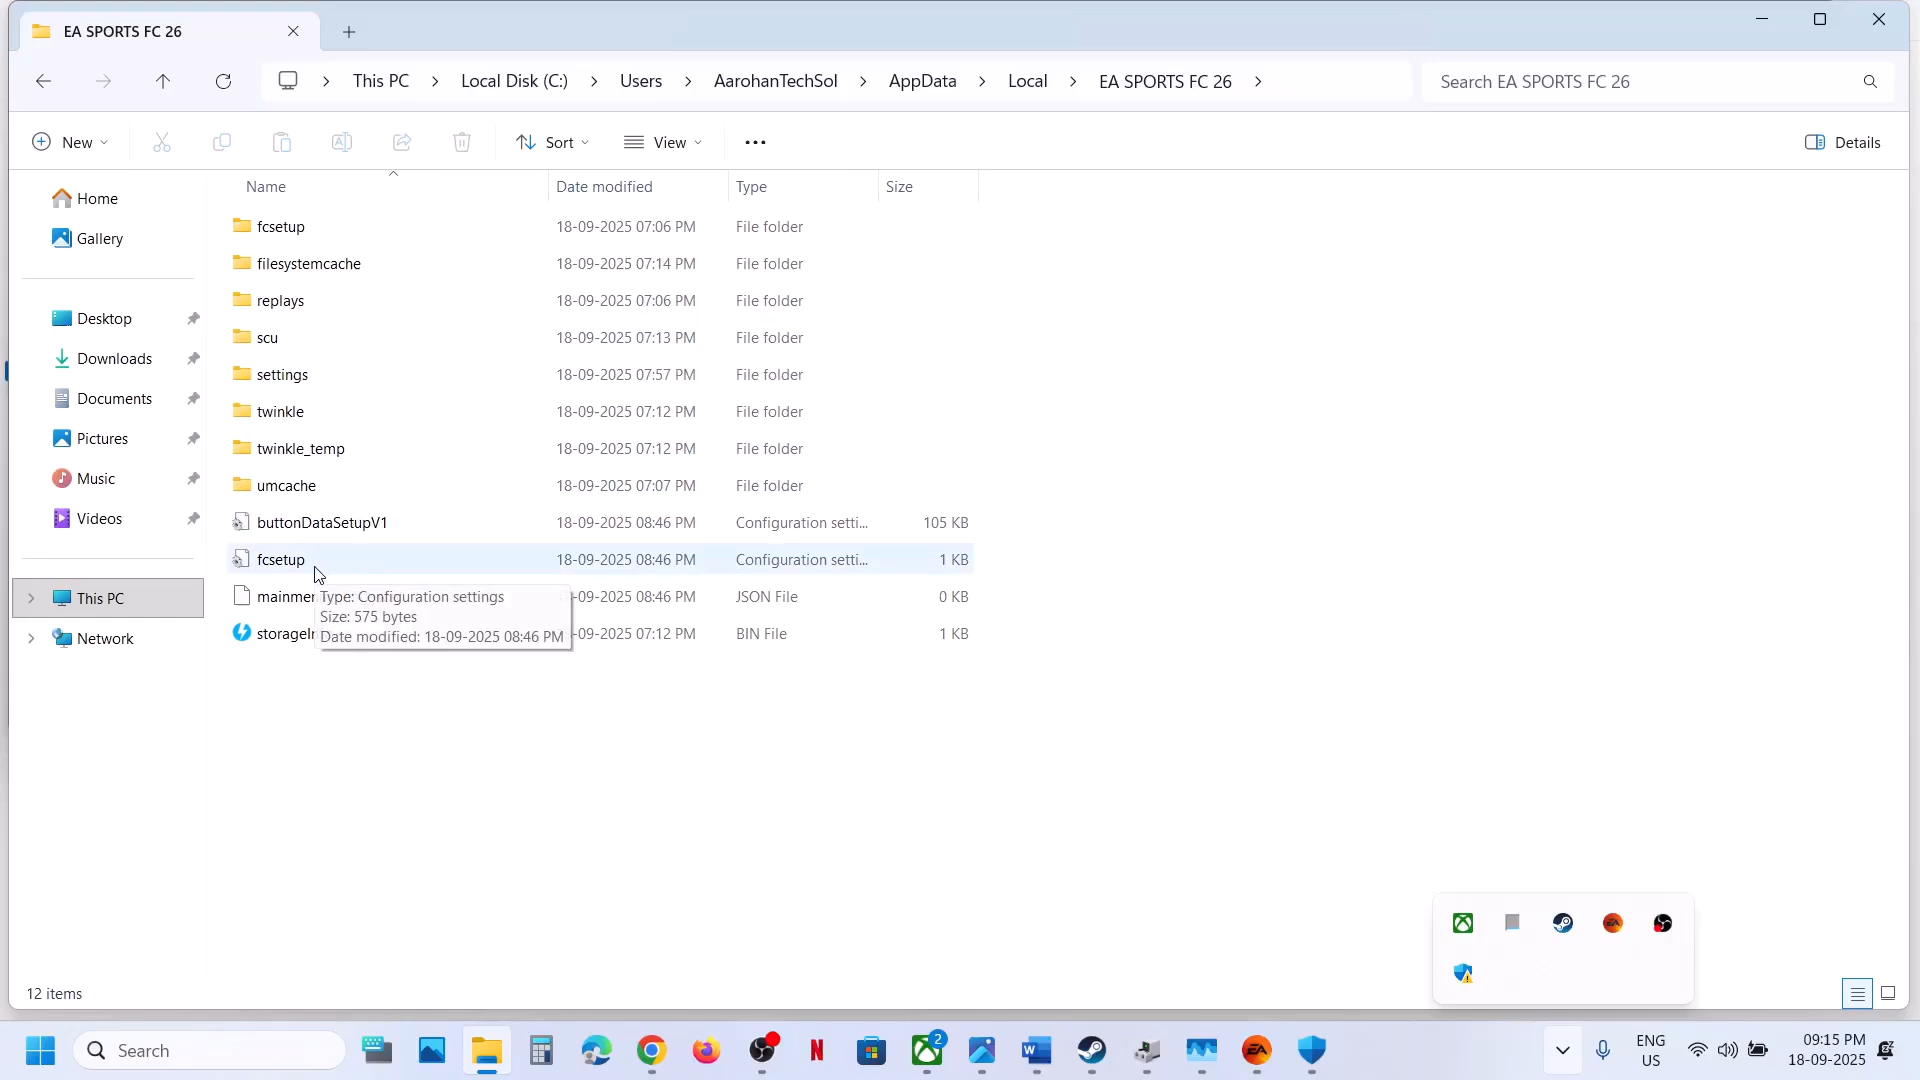 EA SPORTS FC 26
This PC
Local Disk (C:)
Users
AarohanTechSol
AppData
Local
EA SPORTS FC 26
Search EA SPORTS FC 26
New
Sort
View
Details
Name
Date modified
Type
Size
fcsetup 18-09-2025 07:06 PM File folder
filesystemcache 18-09-2025 07:14 PM File folder
replays 18-09-2025 07:06 PM File folder
scu 18-09-2025 07:13 PM File folder
settings 18-09-2025 07:57 PM File folder
twinkle 18-09-2025 07:12 PM File folder
twinkle_temp 18-09-2025 07:12 PM File folder
umcache 18-09-2025 07:07 PM File folder
buttonDataSetupV1 18-09-2025 08:46 PM Configuration setti... 105 KB
fcsetup 18-09-2025 08:46 PM Configuration setti... 1 KB
-09-2025 08:46 PM JSON File 0 KB
-09-2025 07:12 PM BIN File 1 KB
Type: Configuration settings
Size: 575 bytes
Date modified: 18-09-2025 08:46 PM
Home
Gallery
Desktop
Downloads
Documents
Pictures
Music
Videos
This PC
Network
12 items
Search
2
ENG
US
09:15 PM
18-09-2025